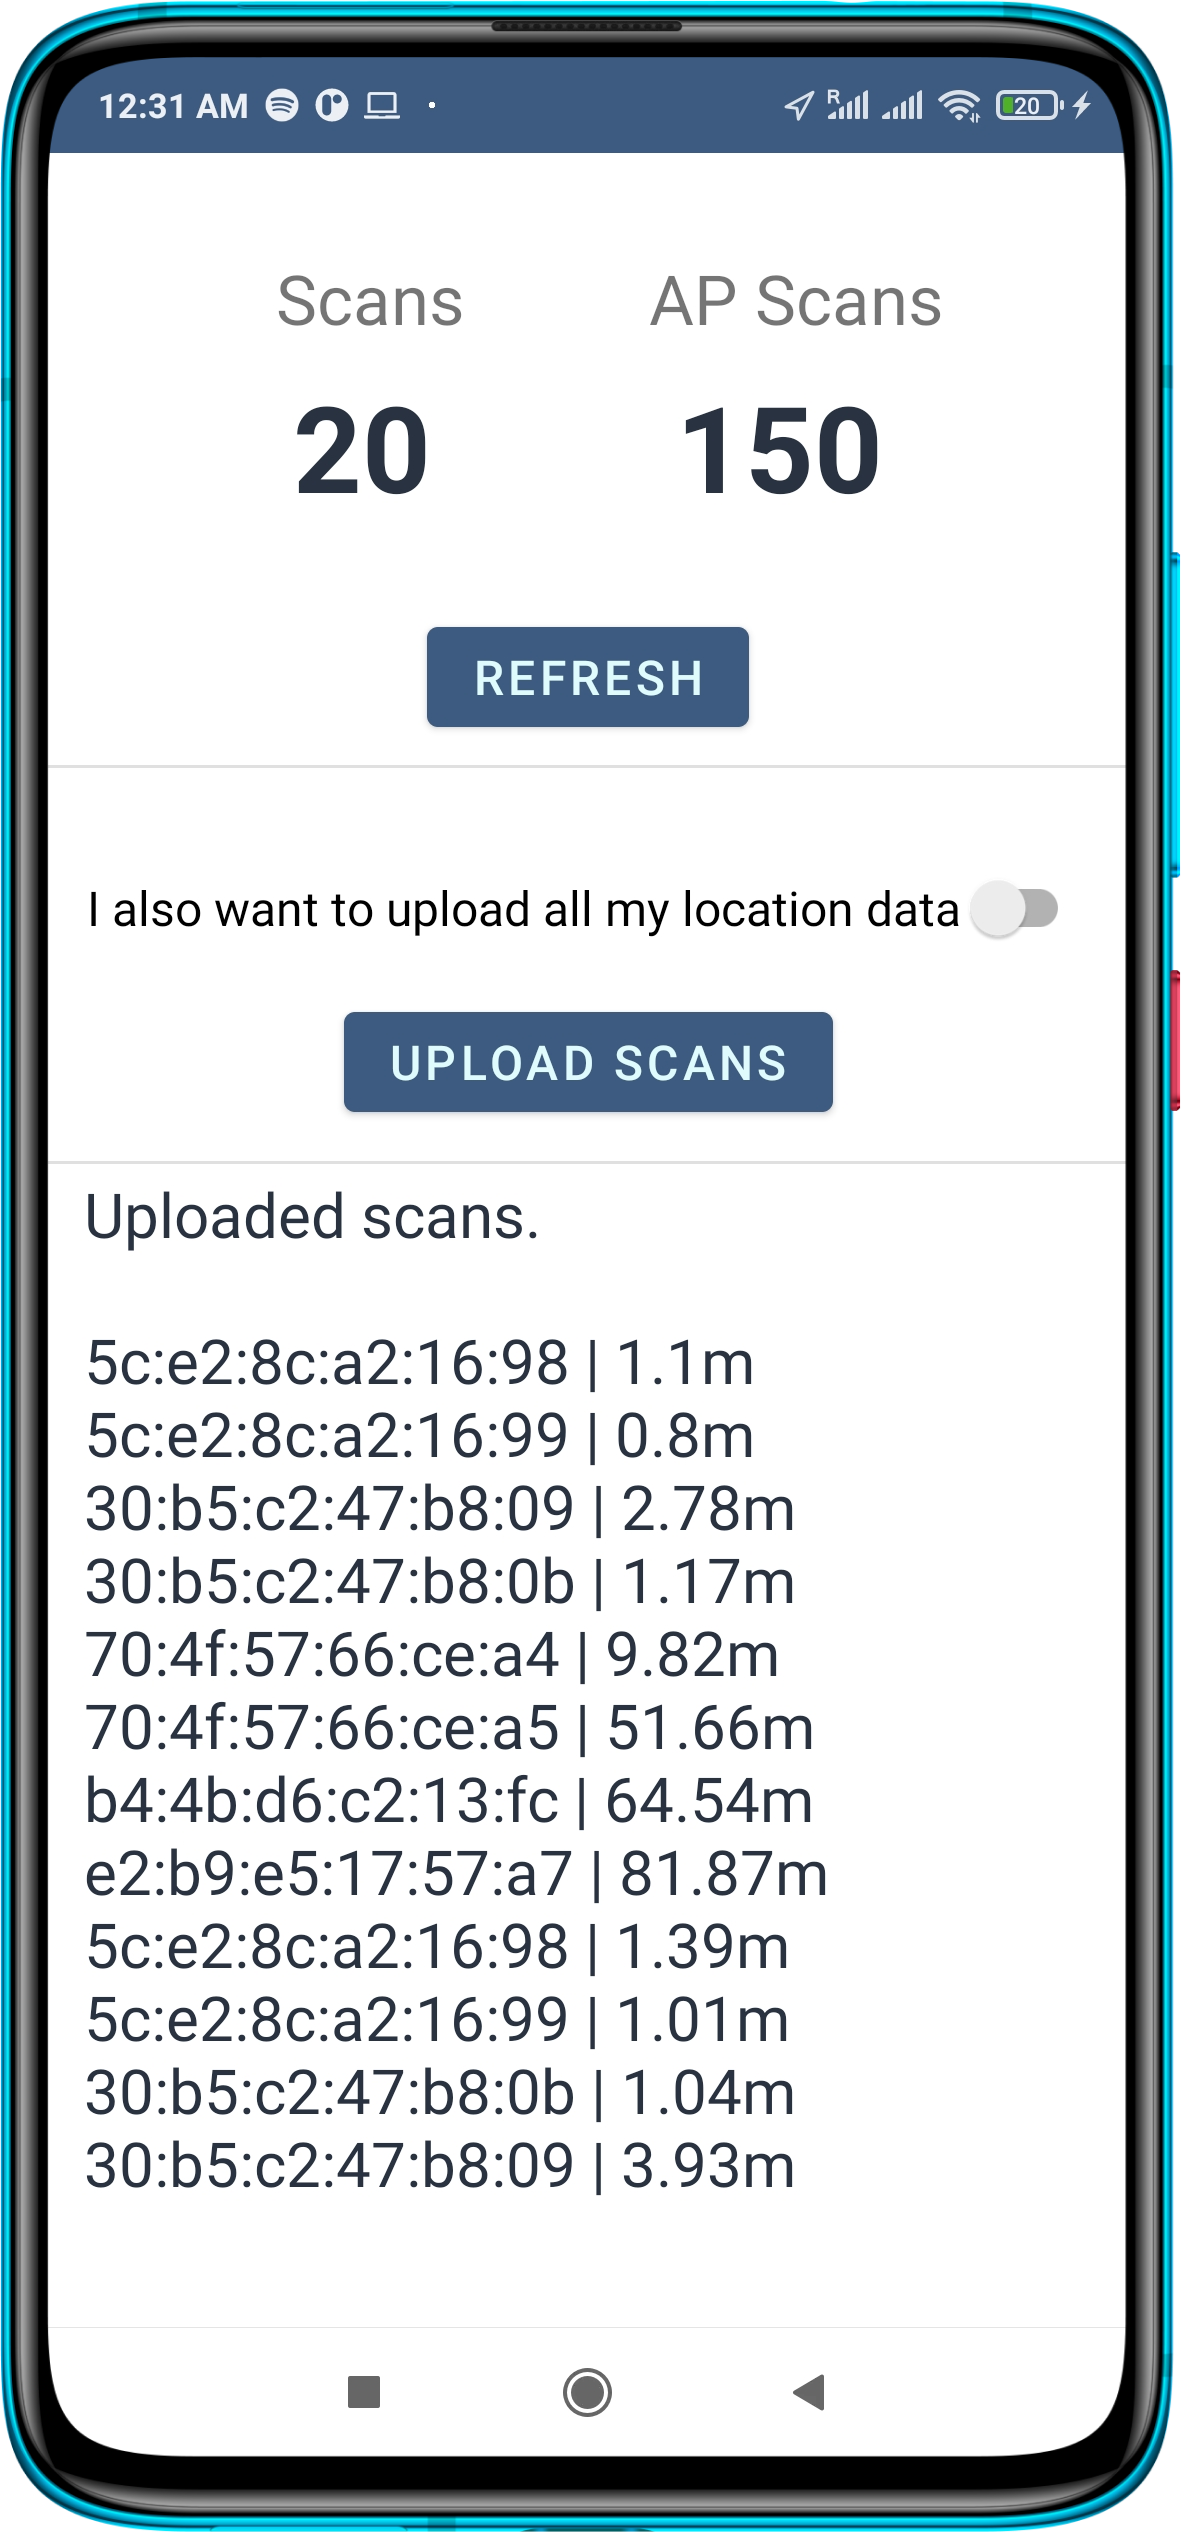 12:31 AM
R
20
Scans
AP Scans
20
150
REFRESH
I also want to upload all my location data
UPLOAD SCANS
Uploaded scans.
5c:e2:8c:a2:16:98 | 1.1m
5c:e2:8c:a2:16:99 | 0.8m
30:b5:c2:47:b8:09 | 2.78m
30:b5:c2:47:b8:0b | 1.17m
70:4f:57:66:ce:a4 | 9.82m
70:4f:57:66:ce:a5 | 51.66m
b4:4b:d6:c2:13:fc | 64.54m
e2:b9:e5:17:57:a7 | 81.87m
5c:e2:8c:a2:16:98 | 1.39m
5c:e2:8c:a2:16:99 | 1.01m
30:b5:c2:47:b8:0b | 1.04m
30:b5:c2:47:b8:09 | 3.93m